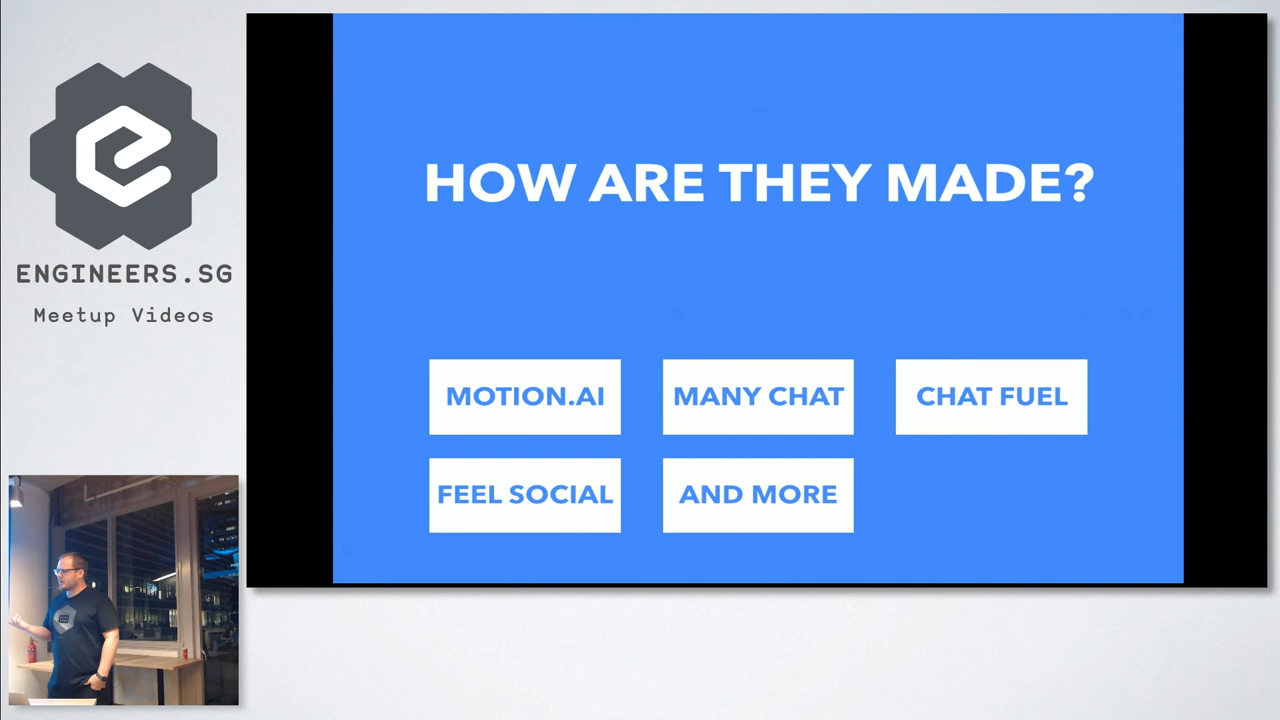 ENGINEERS.SG
Meetup Videos
HOW ARE THEY MADE?
MOTION.AI
MANY CHAT
CHAT FUEL
FEEL SOCIAL
AND MORE